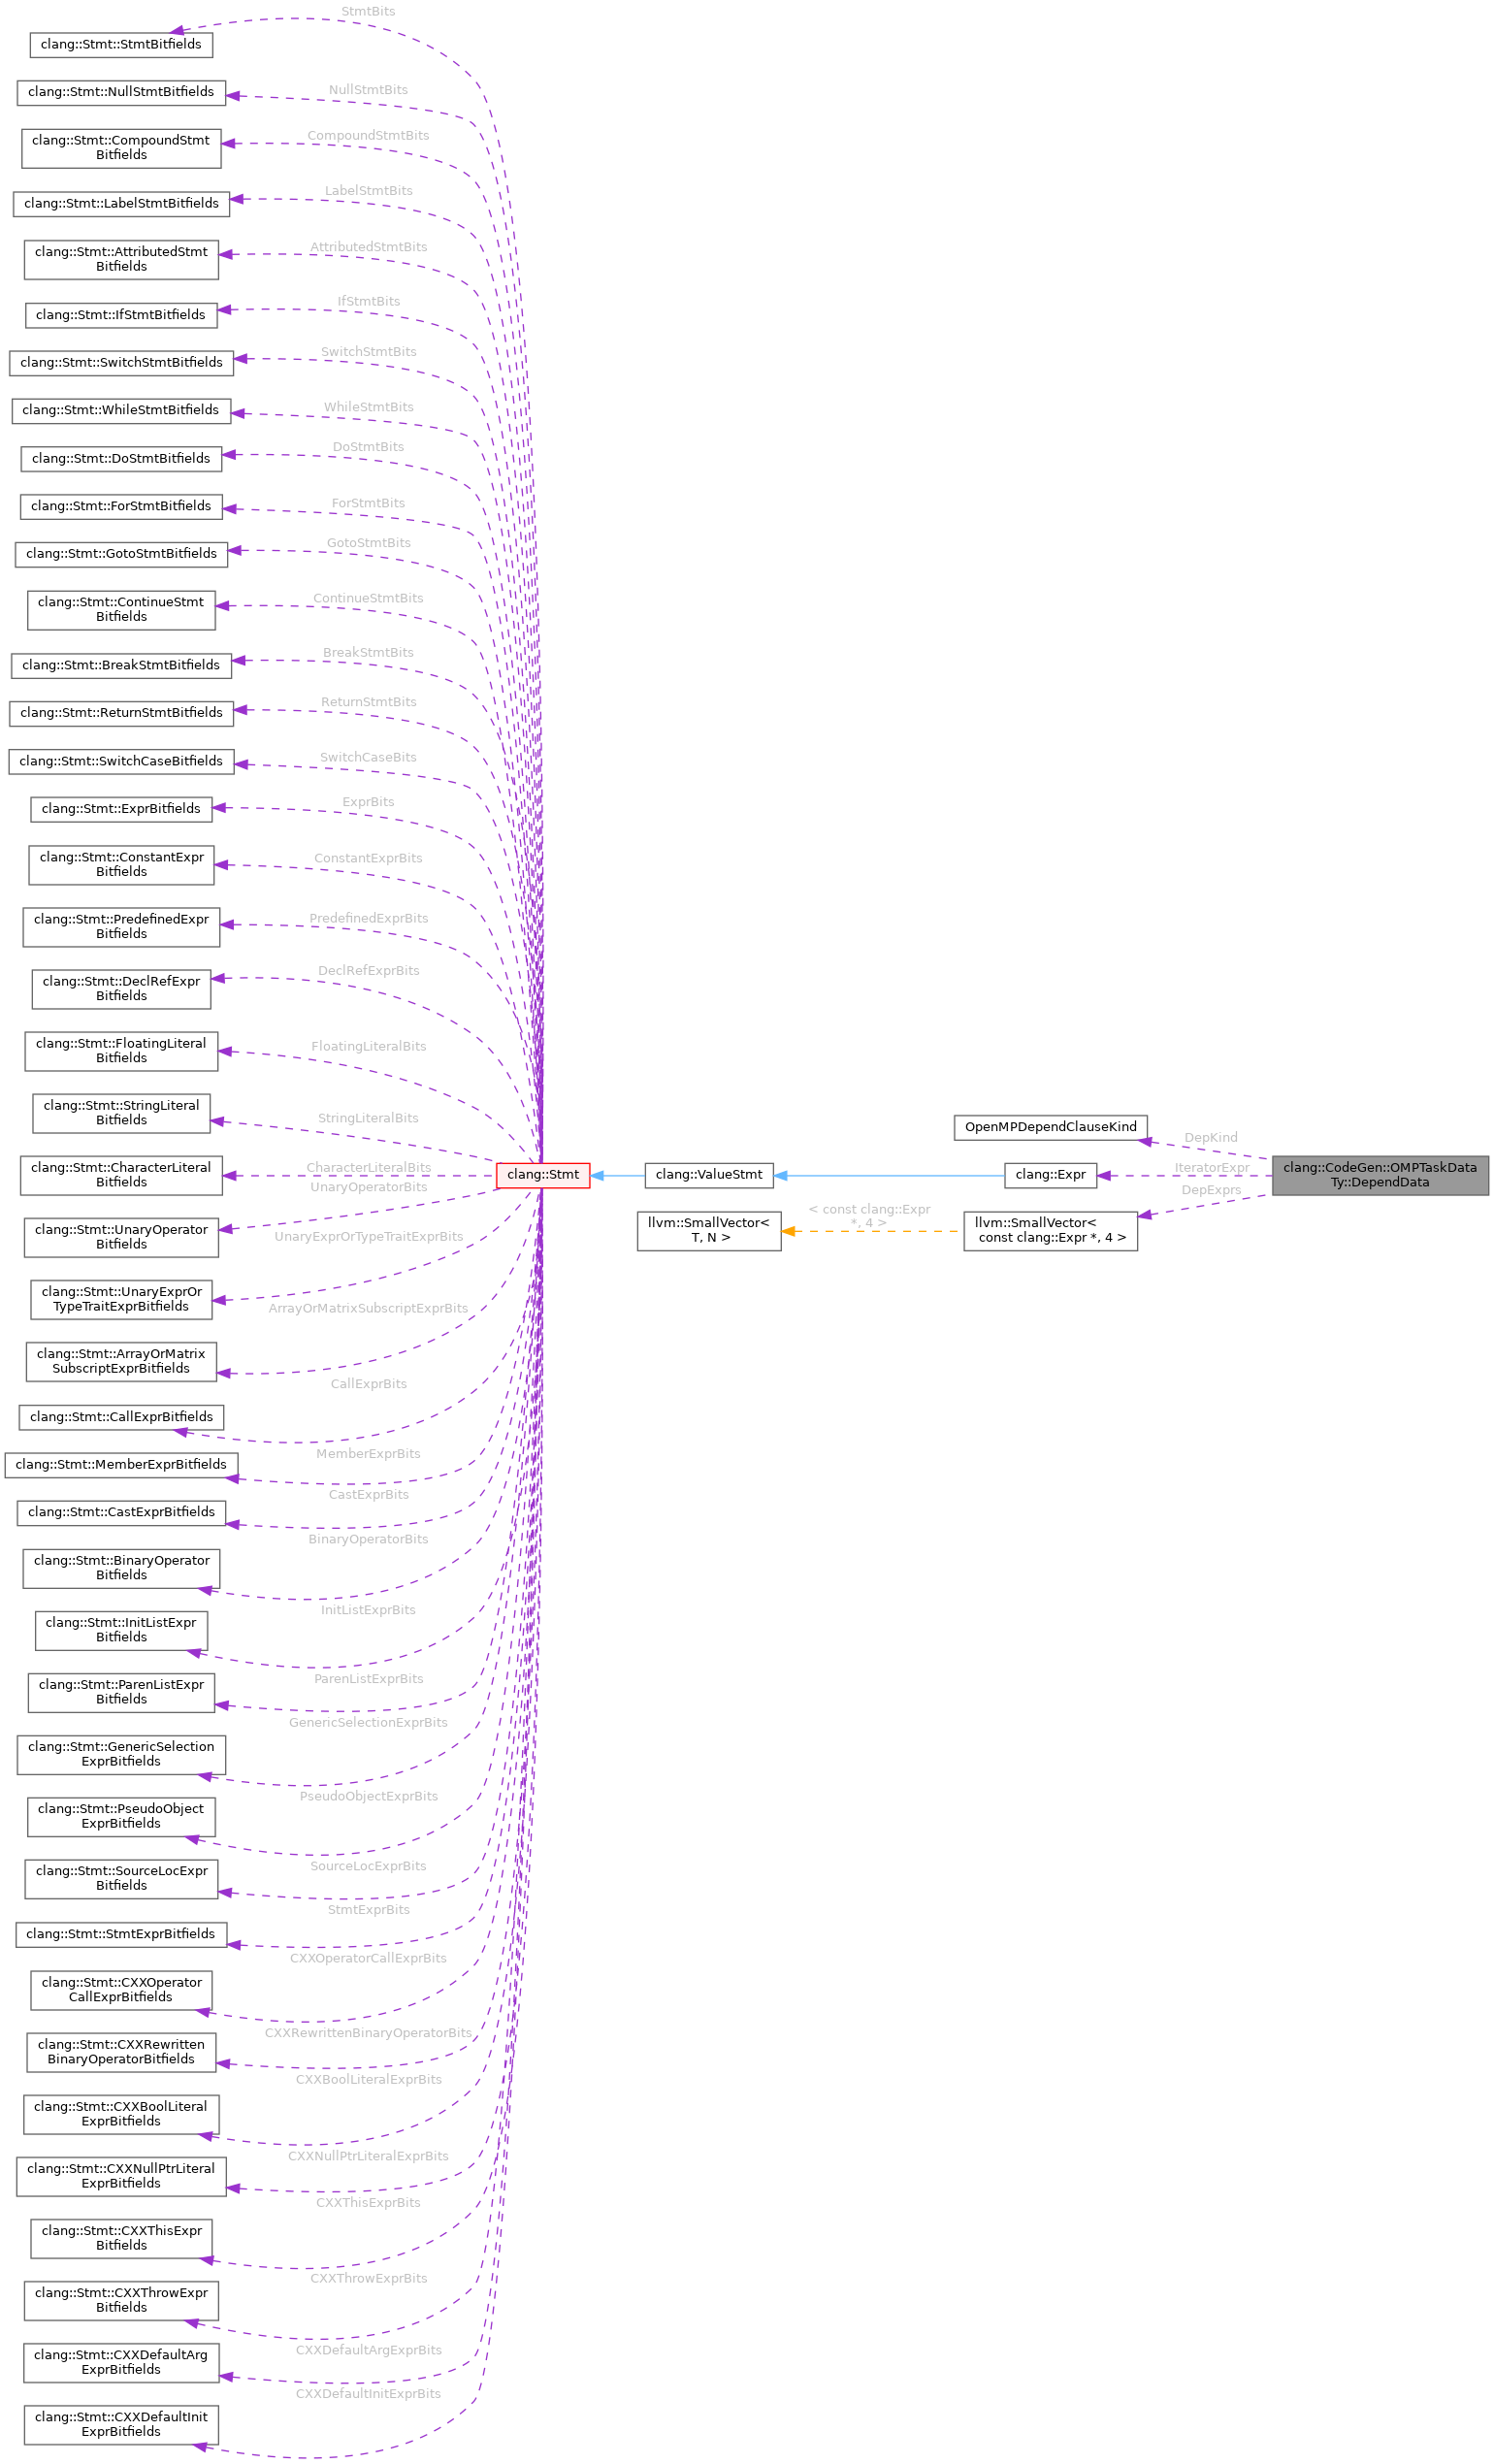 StmtBits
clang::Stmt::StmtBitfields
clang::Stmt::NullStmtBitfields
NullStmtBits
clang::Stmt::CompoundStmt
Bitfields
CompoundStmtBits
clang::Stmt::LabelStmtBitfields
LabelStmtBits
clang::Stmt::AttributedStmt
Bitfields
AttributedStmtBits
clang::Stmt::IfStmtBitfields
IfStmtBits
clang::Stmt::SwitchStmtBitfields
SwitchStmtBits
clang::Stmt::WhileStmtBitfields
WhileStmtBits
clang::Stmt::DoStmtBitfields
DoStmtBits
clang::Stmt::ForStmtBitfields
ForStmtBits
clang::Stmt::GotoStmtBitfields
GotoStmtBits
clang::Stmt::ContinueStmt
Bitfields
ContinueStmtBits
clang::Stmt::BreakStmtBitfields
BreakStmtBits
clang::Stmt::ReturnStmtBitfields
ReturnStmtBits
clang::Stmt::SwitchCaseBitfields
SwitchCaseBits
clang::Stmt::ExprBitfields
ExprBits
clang::Stmt::ConstantExpr
Bitfields
ConstantExprBits
clang::Stmt::PredefinedExpr
Bitfields
PredefinedExprBits
clang::Stmt::DeclRefExpr
Bitfields
DeclRefExprBits
clang::Stmt::FloatingLiteral
Bitfields
FloatingLiteralBits
clang::Stmt::StringLiteral
Bitfields
StringLiteralBits
clang::Stmt::CharacterLiteral
Bitfields
CharacterLiteralBits
clang::Stmt
clang::ValueStmt
clang::Expr
OpenMPDependClauseKind
DepKind
IteratorExpr
DepExprs
clang::CodeGen::OMPTaskData
Ty::DependData
llvm::SmallVector<
T, N >
< const clang::Expr
*, 4 >
llvm::SmallVector<
const clang::Expr *, 4 >
clang::Stmt::UnaryOperator
Bitfields
UnaryOperatorBits
clang::Stmt::UnaryExprOr
TypeTraitExprBitfields
UnaryExprOrTypeTraitExprBits
clang::Stmt::ArrayOrMatrix
SubscriptExprBitfields
ArrayOrMatrixSubscriptExprBits
clang::Stmt::CallExprBitfields
CallExprBits
clang::Stmt::MemberExprBitfields
MemberExprBits
clang::Stmt::CastExprBitfields
CastExprBits
clang::Stmt::BinaryOperator
Bitfields
BinaryOperatorBits
clang::Stmt::InitListExpr
Bitfields
InitListExprBits
clang::Stmt::ParenListExpr
Bitfields
ParenListExprBits
clang::Stmt::GenericSelection
ExprBitfields
GenericSelectionExprBits
clang::Stmt::PseudoObject
ExprBitfields
PseudoObjectExprBits
clang::Stmt::SourceLocExpr
Bitfields
SourceLocExprBits
clang::Stmt::StmtExprBitfields
StmtExprBits
clang::Stmt::CXXOperator
CallExprBitfields
CXXOperatorCallExprBits
clang::Stmt::CXXRewritten
BinaryOperatorBitfields
CXXRewrittenBinaryOperatorBits
clang::Stmt::CXXBoolLiteral
ExprBitfields
CXXBoolLiteralExprBits
clang::Stmt::CXXNullPtrLiteral
ExprBitfields
CXXNullPtrLiteralExprBits
clang::Stmt::CXXThisExpr
Bitfields
CXXThisExprBits
clang::Stmt::CXXThrowExpr
Bitfields
CXXThrowExprBits
clang::Stmt::CXXDefaultArg
ExprBitfields
CXXDefaultArgExprBits
clang::Stmt::CXXDefaultInit
ExprBitfields
CXXDefaultInitExprBits